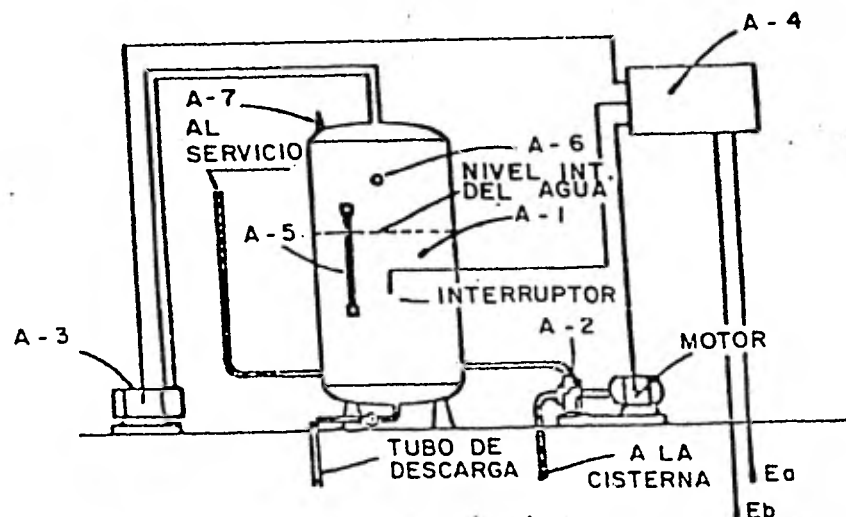 A-4
A-7
AL
SERVICIO
A-6
NIVEL INT.
DEL AGUA
A-1
A-5
INTERRUPTOR
A-2
A-3
MOTOR
TUBO DE
DESCARGA
A LA
CISTERNA
Ea
Eb